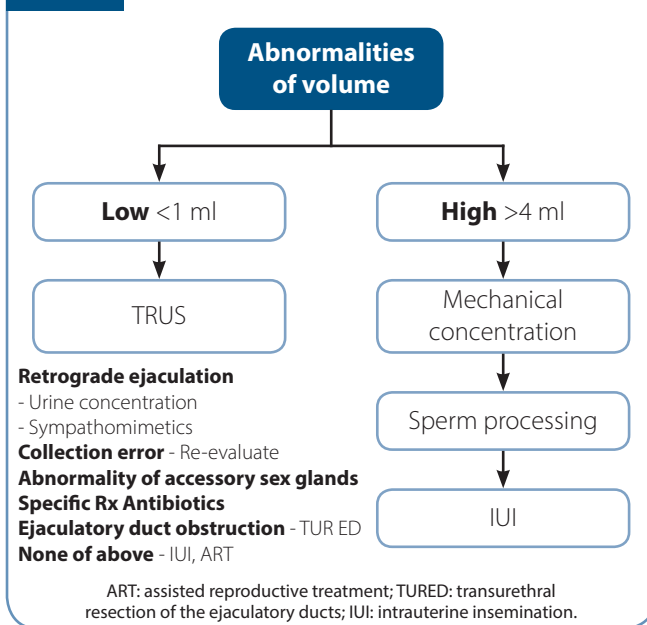 Abnormalities
of volume
Low <1 ml
High >4 ml
TRUS
Mechanical
concentration
Retrograde ejaculation
- Urine concentration
- Sympathomimetics
Collection error - Re-evaluate
Abnormality of accessory sex glands
Specific Rx Antibiotics
Ejaculatory duct obstruction - TUR ED
None of above - IUI, ART
Sperm processing
IUI
ART: assisted reproductive treatment; TURED: transurethral
resection of the ejaculatory ducts; IUI: intrauterine insemination.